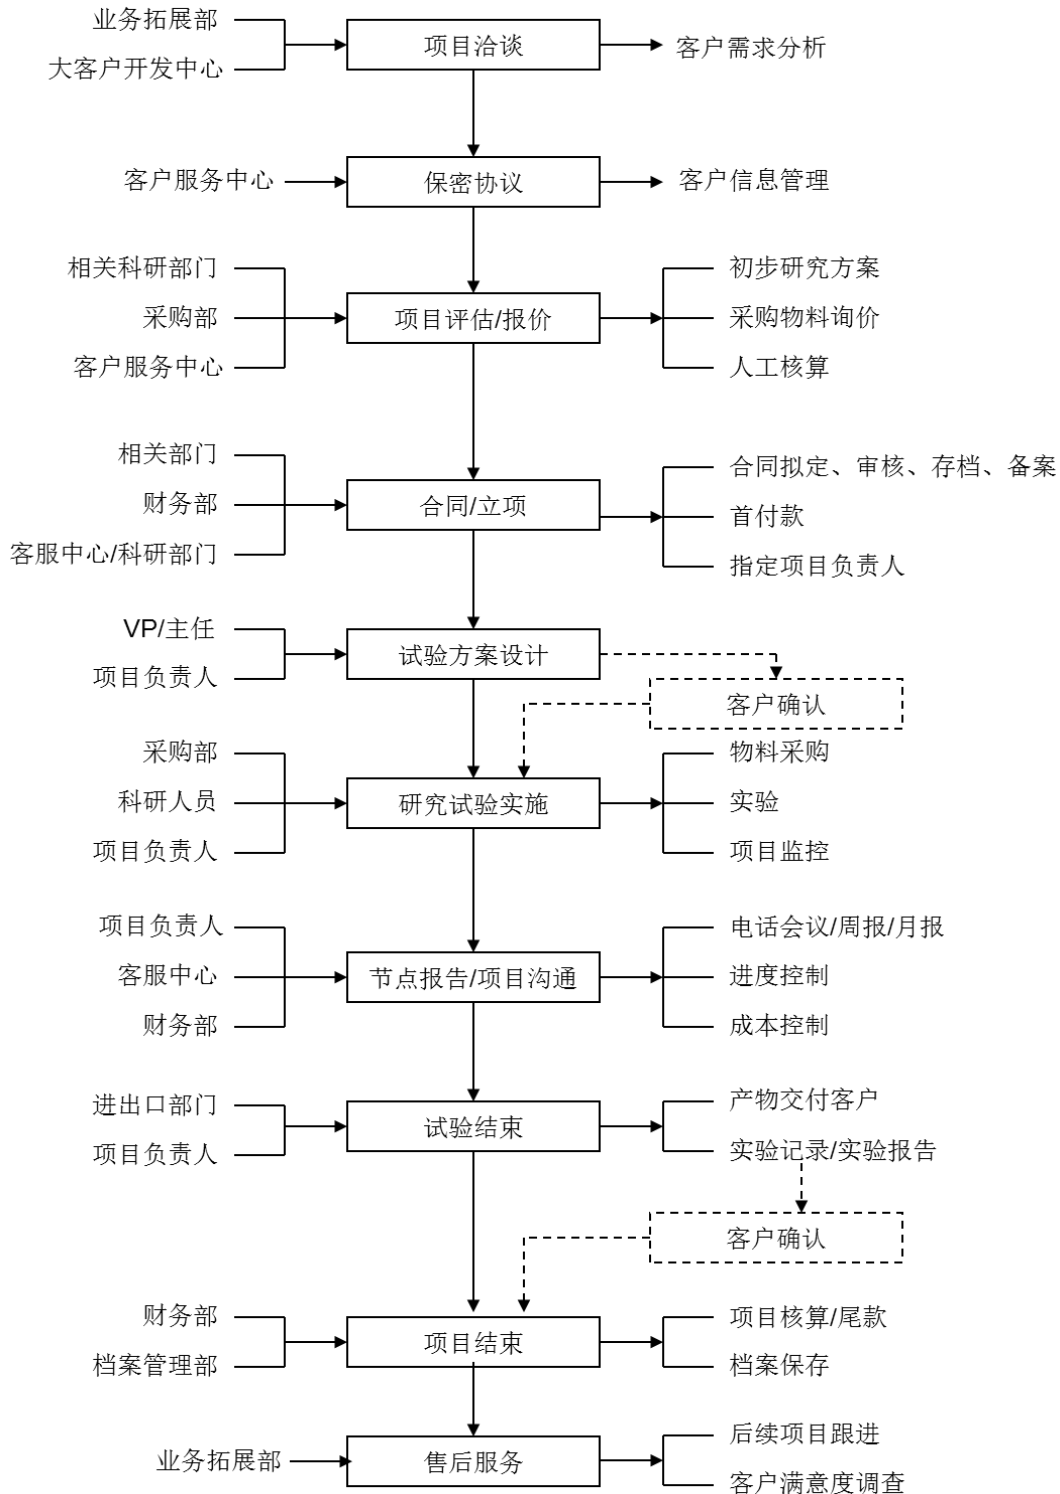 业务拓展部
大客户开发中心
项目洽谈
客户需求分析
客户服务中心
保密协议
客户信息管理
相关科研部门
采购部
客户服务中心
项目评估/报价
初步研究方案
采购物料询价
人工核算
相关部门
财务部
客服中心/科研部门
合同/立项
合同拟定、审核、存档、备案
首付款
指定项目负责人
VP/主任
项目负责人
试验方案设计
客户确认
采购部
科研人员
项目负责人
研究试验实施
物料采购
实验
项目监控
项目负责人
客服中心
财务部
节点报告/项目沟通
电话会议/周报/月报
进度控制
成本控制
进出口部门
项目负责人
试验结束
产物交付客户
实验记录/实验报告
客户确认
财务部
档案管理部
项目结束
项目核算/尾款
档案保存
业务拓展部
售后服务
后续项目跟进
客户满意度调查